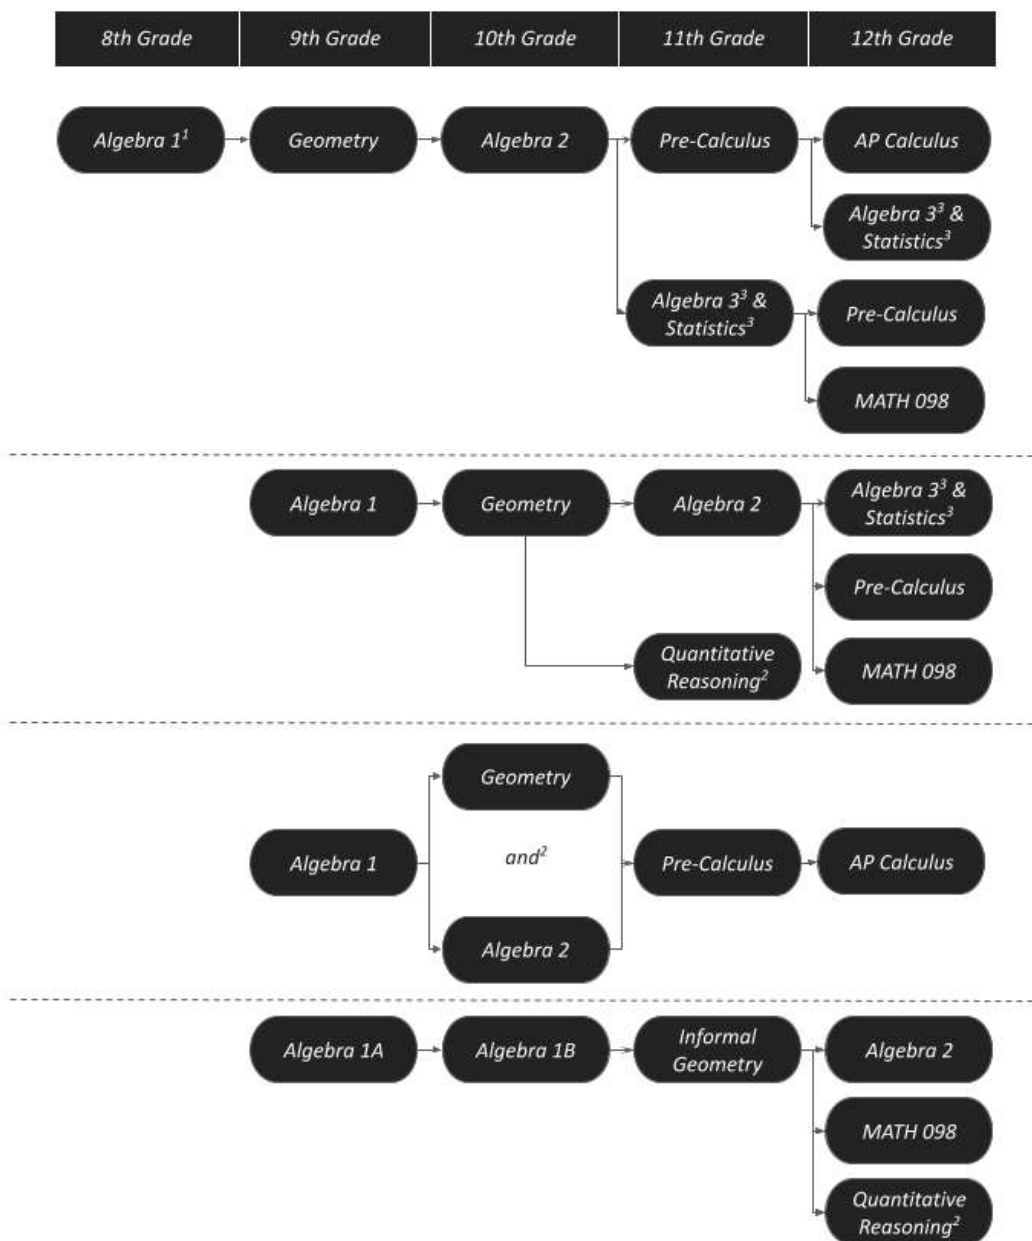 8th Grade 9th Grade 10th Grade 11th Grade 12th Grade
Algebra 1¹ Geometry Algebra 2 Pre-Calculus AP Calculus
Algebra 3³ &
Statistics³
Algebra 3³ &
Statistics³
Pre-Calculus
MATH 098
Algebra 1 Geometry Algebra 2
Algebra 3³ &
Statistics³
Pre-Calculus
Quantitative
Reasoning²
MATH 098
Geometry
and²
Algebra 1 Pre-Calculus AP Calculus
Algebra 2
Algebra 1A Algebra 1B
Informal
Geometry
Algebra 2
MATH 098
Quantitative
Reasoning²